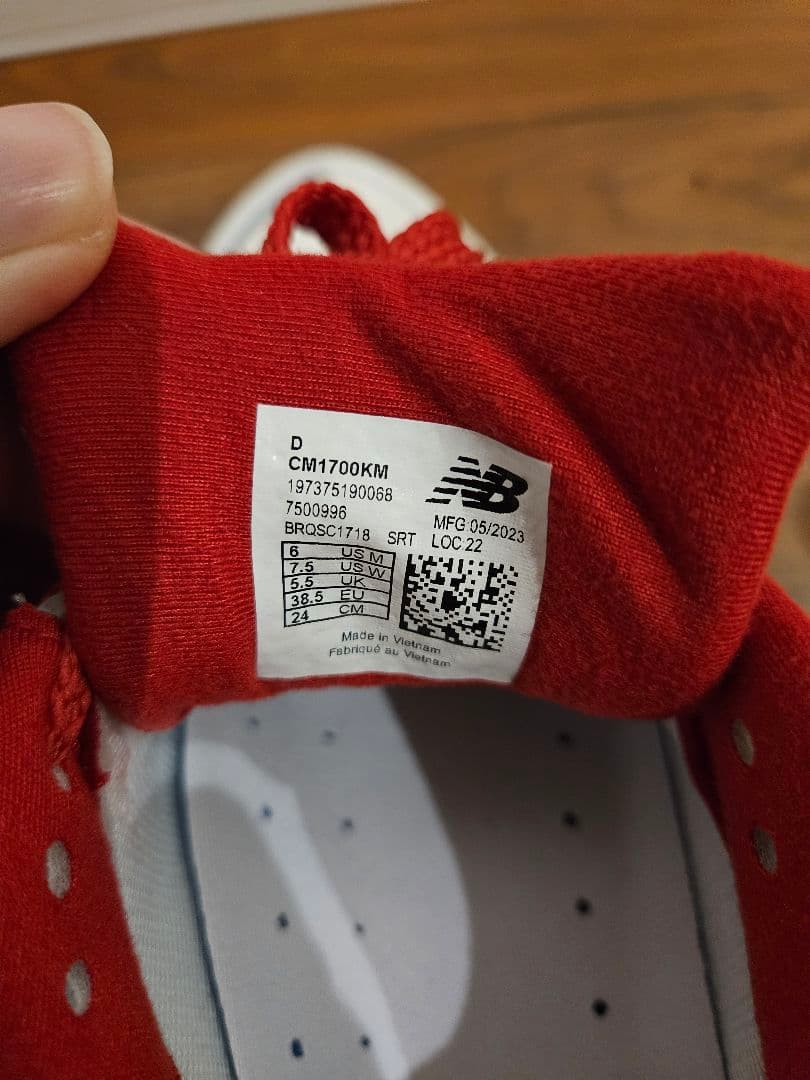 D
CM1700KM
197375190068
7500996
BRQSC1718 SRT
NB
MFG 05/2023
LOC 22
6 US M
7.5 US W
5.5 UK
38.5 EU
24 CM
Made in Vietnam
Fabriqué au Vietnam